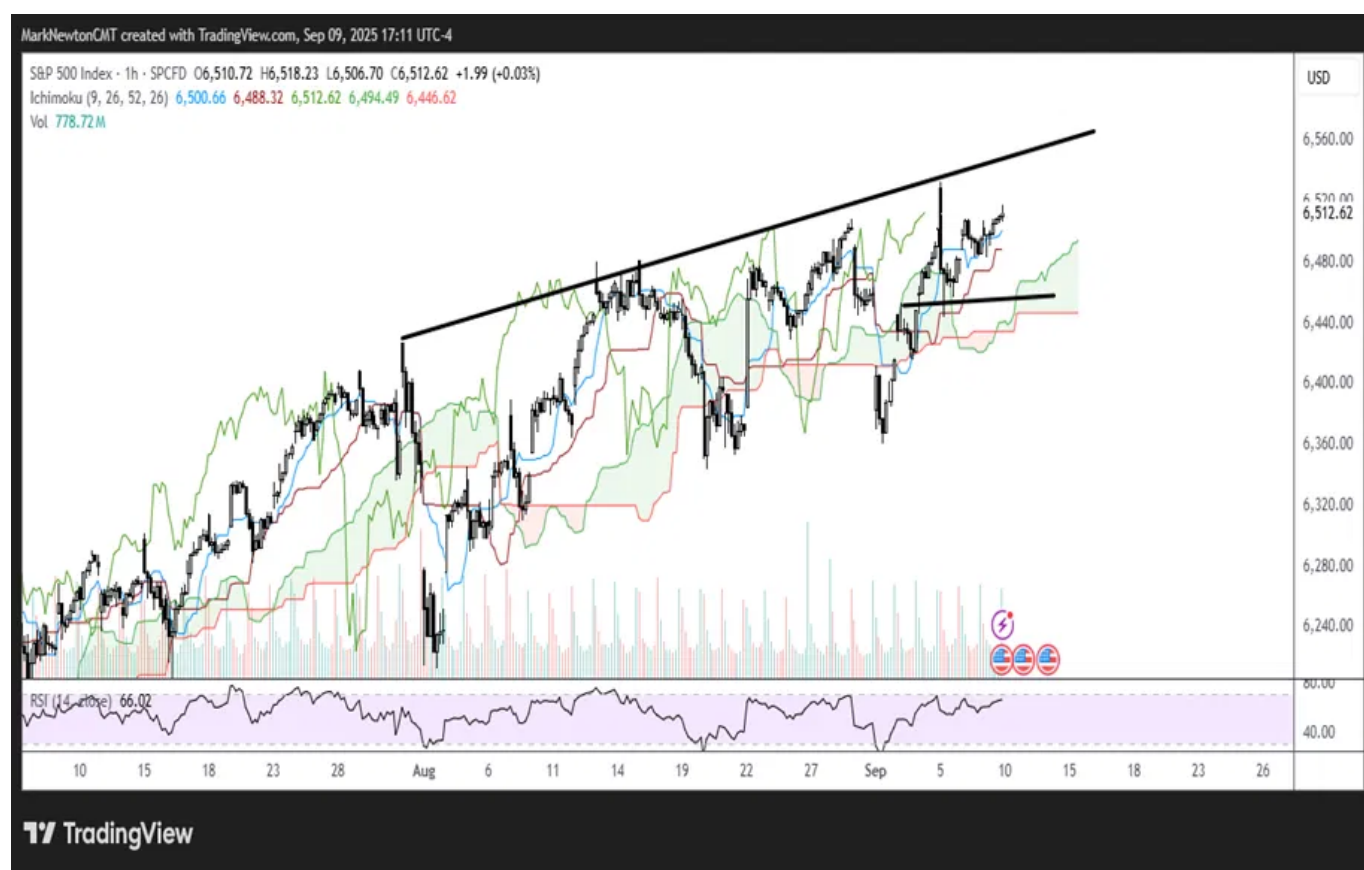 MarkNewtonCMT created with TradingView.com, Sep 09, 2025 17:11 UTC-4
S&P 500 Index · 1h · SPCFD O6,510.72 H6,518.23 L6,506.70 C6,512.62 +1.99 (+0.03%)
USD
Ichimoku (9, 26, 52, 26) 6,500.66 6,488.32 6,512.62 6,494.49 6,446.62
Vol 778.72M
6,560.00
6,520.00
6,512.62
6,480.00
6,440.00
6,400.00
6,360.00
6,320.00
6,280.00
6,240.00
RSI (14, close) 66.02
80.00
40.00
10 15 18 23 28 Aug 6 11 14 19 22 27 Sep 5 10 15 18 23 26
TradingView